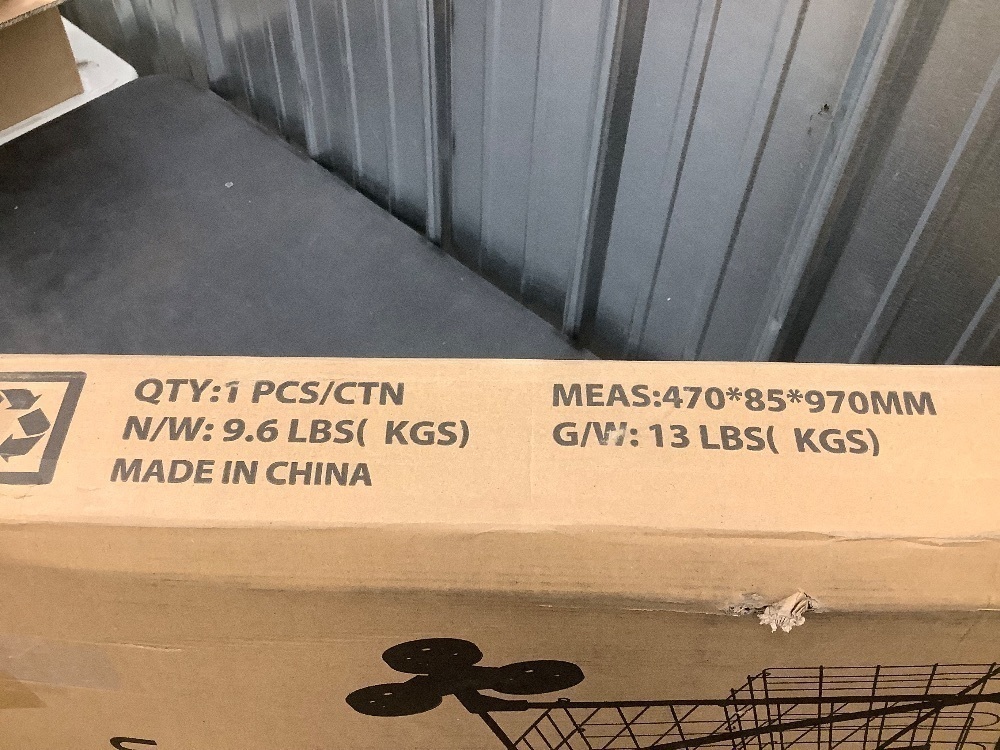 QTY:1 PCS/CTN
N/W: 9.6 LBS( KGS)
MADE IN CHINA
MEAS:470*85*970MM
G/W: 13 LBS( KGS)